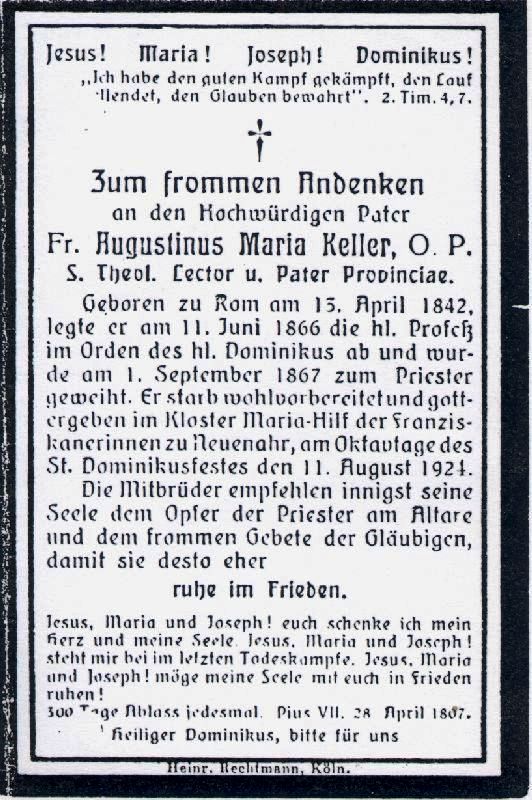 Jesus! Maria! Joseph! Dominikus!
„Ich habe den guten Kampf gekämpft, den Lauf
llendet, den Glauben bewahrt". 2. Tim. 4, 7.
Zum frommen Andenken
an den Hochwürdigen Pater
Fr. Augustinus Maria Keller, O. P.
S. Theol. Lector u. Pater Provinciae.
Geboren zu Rom am 13. April 1842,
legte er am 11. Juni 1866 die hl. Profeß
im Orden des hl. Dominikus ab und wur-
de am 1. September 1867 zum Priester
geweiht. Er starb wohlvorbereitet und gott-
ergeben im Kloster Maria-Hilf der Franzis-
kanerinnen zu Neuenahr, am Oktavtage des
St. Dominikusfestes den 11. August 1921.
Die Mitbrüder empfehlen innigst seine
Seele dem Opfer der Priester am Altare
und dem frommen Gebete der Gläubigen,
damit sie desto eher
ruhe im Frieden.
Jesus, Maria und Joseph! euch schenke ich mein
Herz und meine Seele. Jesus, Maria und Joseph!
steht mir bei im letzten Todeskampfe. Jesus, Maria
und Joseph! möge meine Seele mit euch in Frieden
ruhen!
300 Tage Ablass jedesmal. Pius VII. 28. April 1807.
Heiliger Dominikus, bitte für uns
Heinr. Rechtmann, Köln.